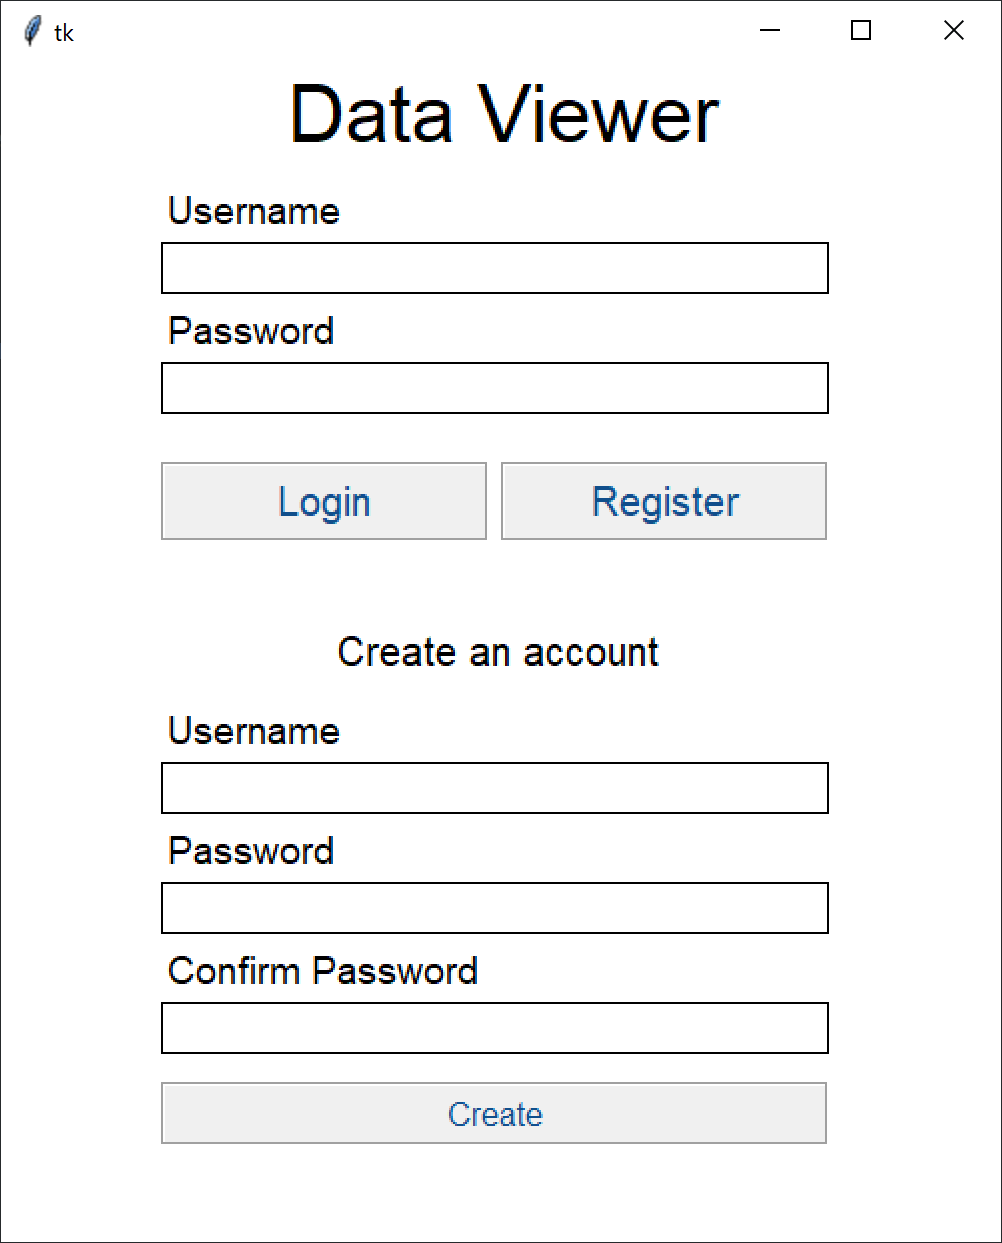 tk
Data Viewer
Username
Password
Login Register
Create an account
Username
Password
Confirm Password
Create